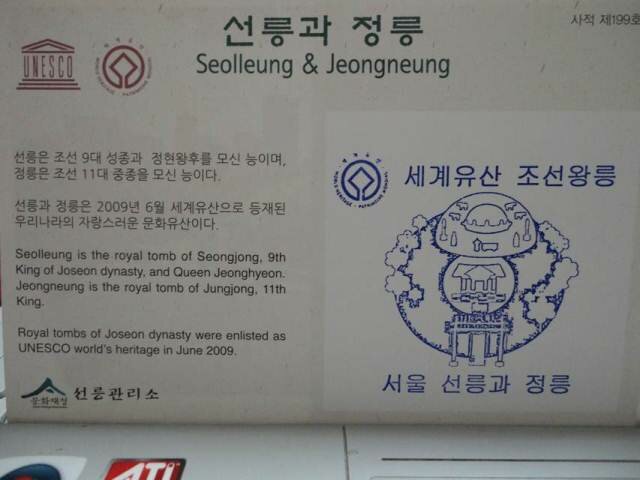 사적 제199호
선릉과 정릉
UNESCO
Seolleung & Jeongneung
선릉은 조선 9대 성종과 정현왕후를 모신 능이며,
정릉은 조선 11대 중종을 모신 능이다.
선릉과 정릉은 2009년 6월 세계유산으로 등재된
우리나라의 자랑스러운 문화유산이다.
Seolleung is the royal tomb of Seongjong, 9th
King of Joseon dynasty, and Queen Jeonghyeon.
Jeongneung is the royal tomb of Jungjong, 11th
King.
Royal tombs of Joseon dynasty were enlisted as
UNESCO world's heritage in June 2009.
문화재청
선릉관리소
세계유산 조선왕릉
서울 선릉과 정릉
ATI